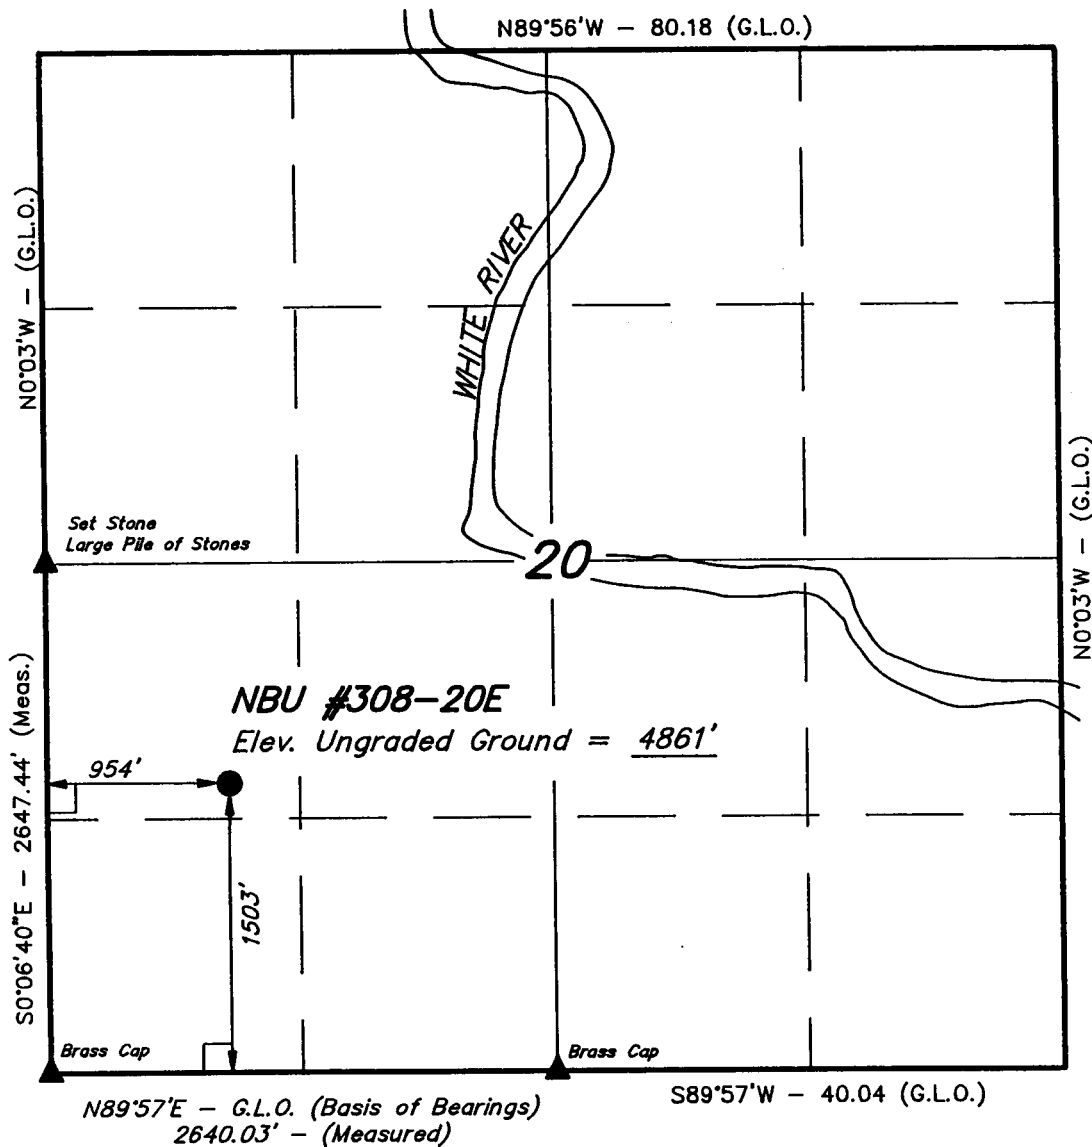 N89°56'W - 80.18 (G.L.O.)
N0°03'W - (G.L.O.)
WHITE RIVER
Set Stone
Large Pile of Stones
20
N0°03'W - (G.L.O.)
S0°06'40"E - 2647.44' (Meas.)
NBU #308-20E
Elev. Ungraded Ground = 4861'
954'
1503'
Brass Cap
Brass Cap
N89°57'E - G.L.O. (Basis of Bearings)
2640.03' - (Measured)
S89°57'W - 40.04 (G.L.O.)